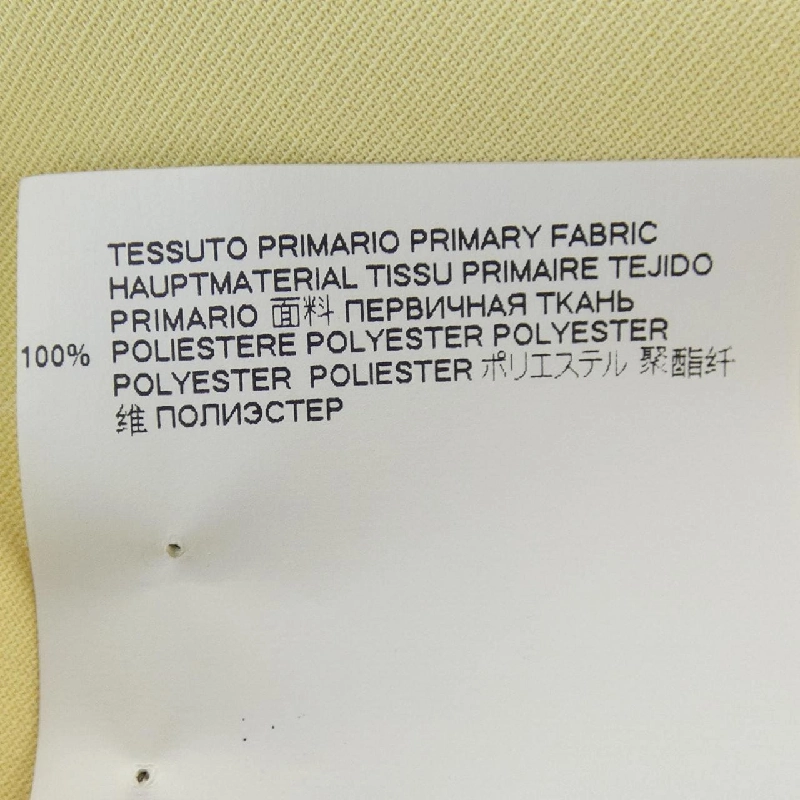 TESSUTO PRIMARIO PRIMARY FABRIC
HAUPTMATERIAL TISSU PRIMAIRE TEJIDO
PRIMARIO 面料 ПЕРВИЧНАЯ ТКАНЬ
100% POLIESTERE POLYESTER POLYESTER
POLYESTER POLIESTER ポリエステル 聚酯纤
维 ПОЛИЭСТЕР